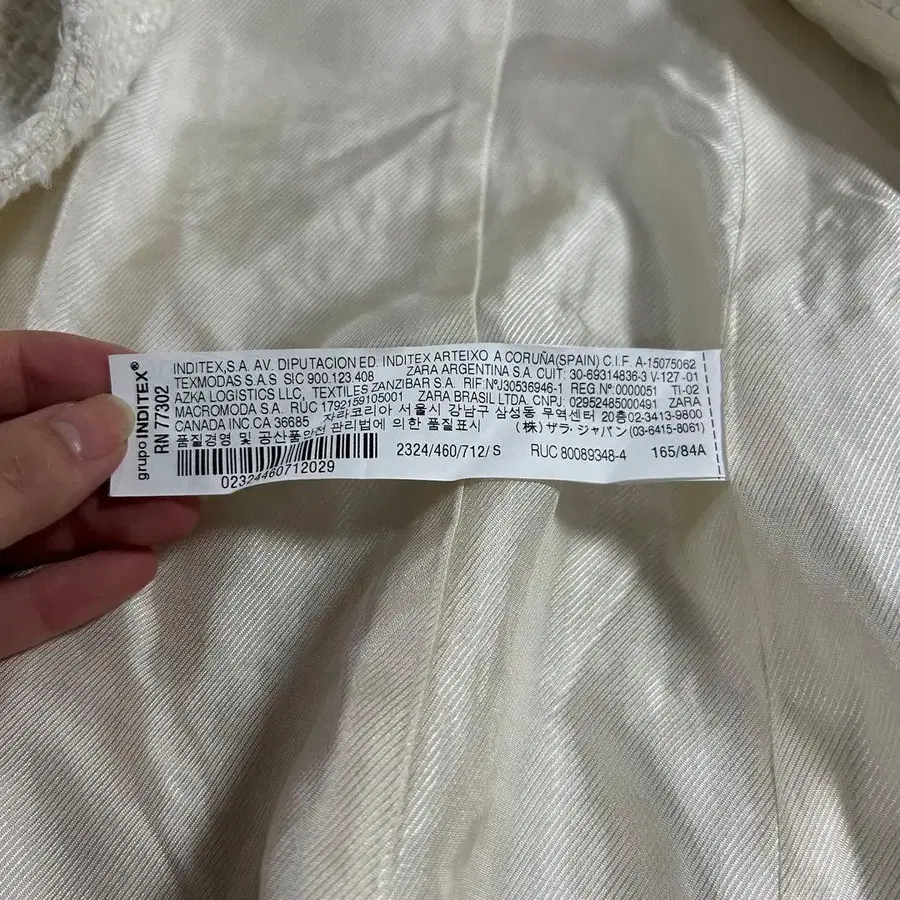 grupo INDITEX®
RN 77302
INDITEX,S.A. AV. DIPUTACION ED. INDITEX ARTEIXO A CORUÑA(SPAIN) C.I.F. A-15075062
TEXMODAS S.A.S SIC 900.123.408 ZARA ARGENTINA S.A. CUIT: 30-69314836-3 V-127 -01
AZKA LOGISTICS LLC, TEXTILES ZANZIBAR S.A. RIF:NºJ30536946-1 REG.Nº:0000051 TI-02
MACROMODA S.A. RUC 1792159105001 ZARA BRASIL LTDA. CNPJ: 02952485000491 ZARA
CANADA INC.CA 36685 자라코리아 서울시 강남구 삼성동 무역센터 20층02-3413-9800
품질경영 및 공산품안전 관리법에 의한 품질표시 (株) ザラ・ジャパン(03-6415-8061)
2324/460/712/ S RUC 80089348-4 165/84A
02324460712029